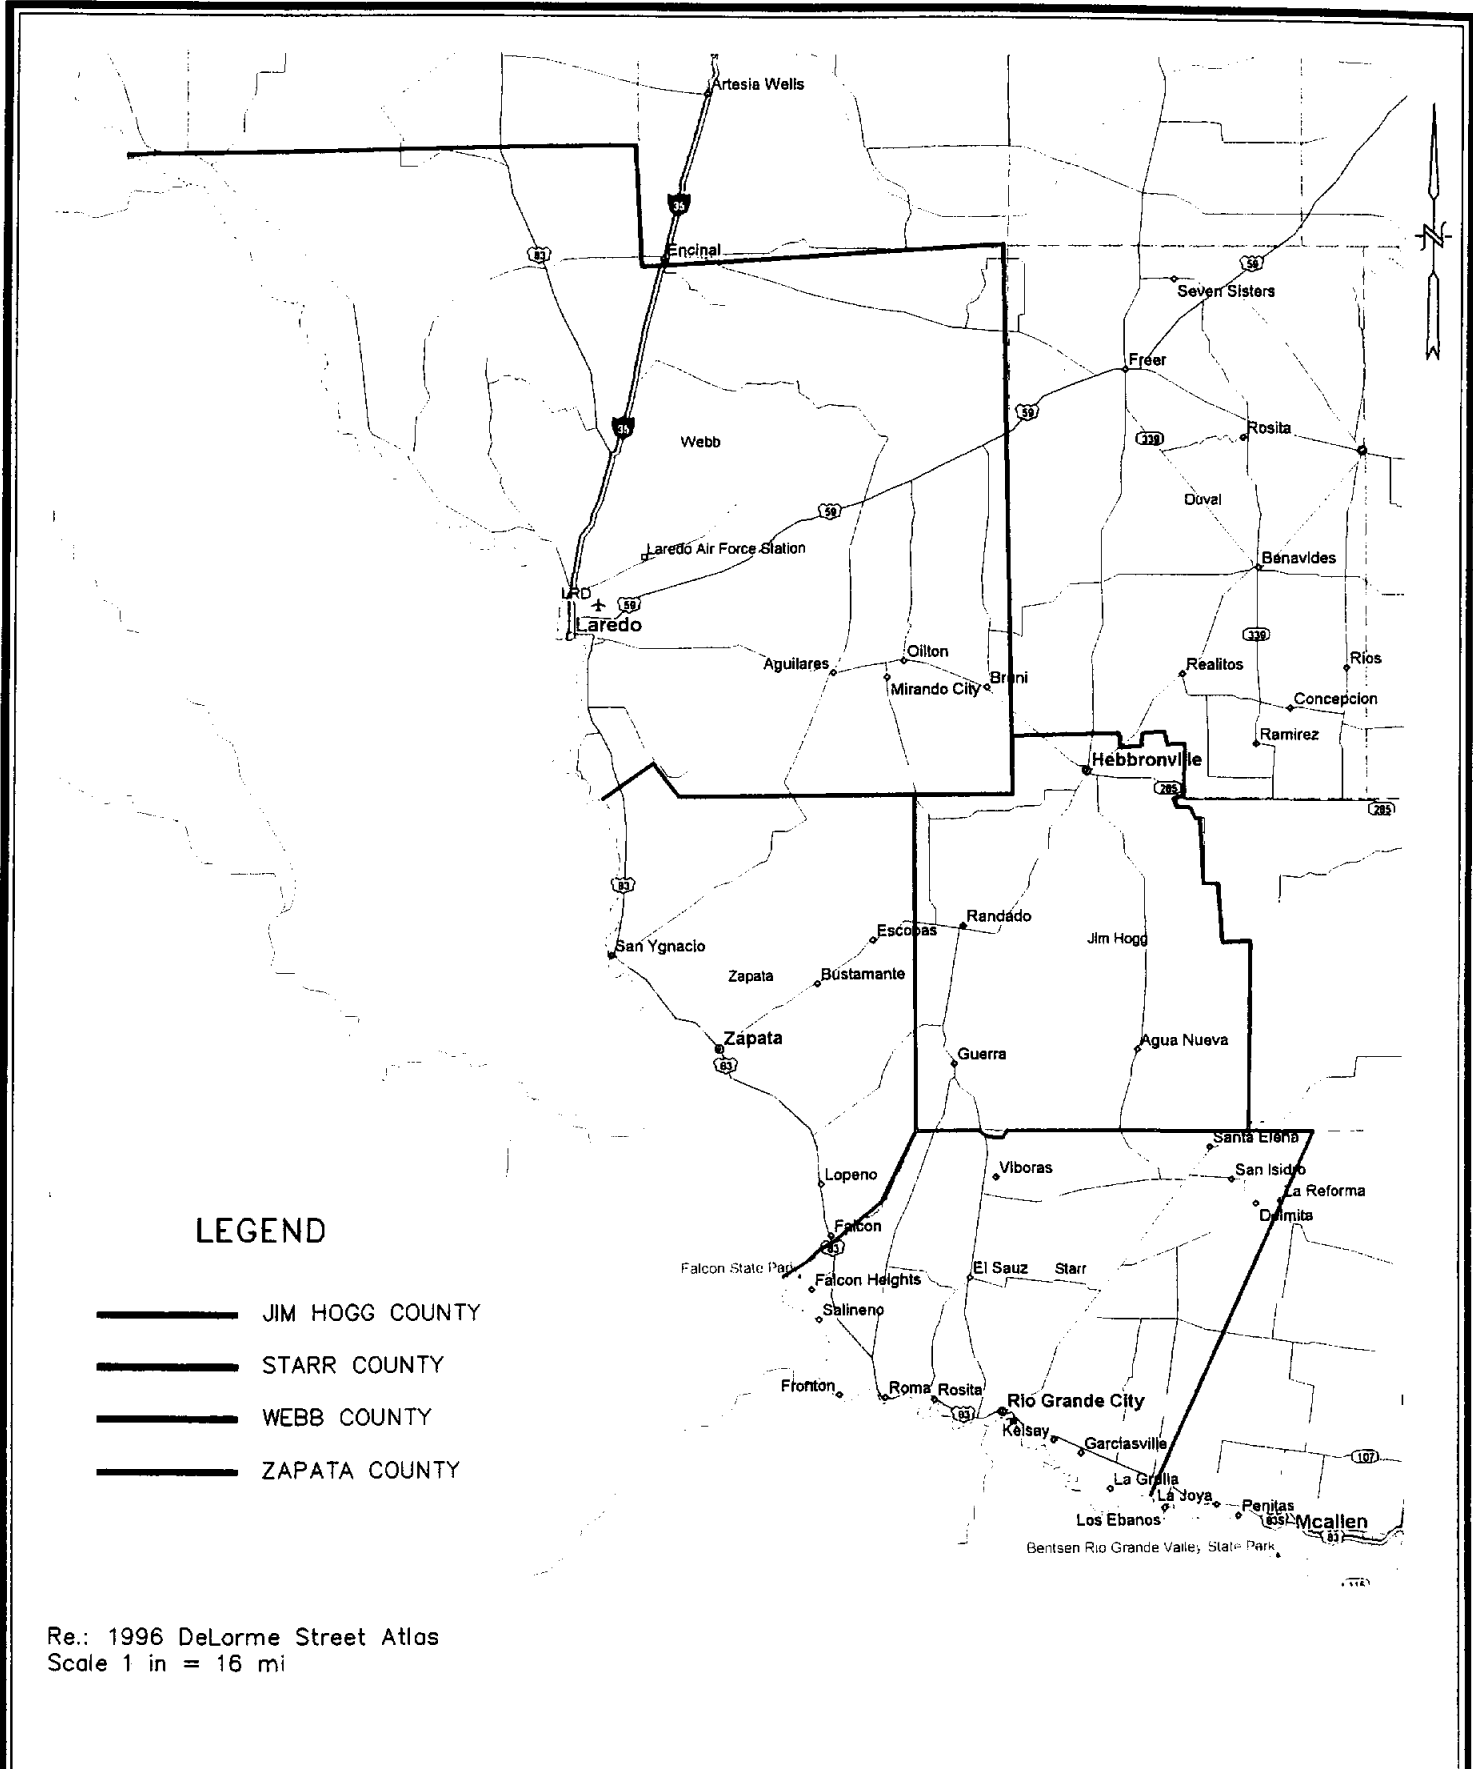 Artesia Wells
35
Encinal
83
59
Seven Sisters
Freer
59
35
339
Rosita
Webb
59
Duval
Laredo Air Force Station
Benavides
LRD
59
Laredo
339
Oilton
Aguilares
Realitos
Rios
Mirando City
Bruni
Concepcion
Ramirez
Hebbronville
285
285
83
Randado
Escobas
Jim Hogg
San Ygnacio
Zapata
Bustamante
Zapata
Agua Nueva
Guerra
83
Santa Elena
Viboras
San Isidro
Lopeno
La Reforma
Delmita
LEGEND
Falcon
83
Falcon State Park
El Sauz
Starr
Falcon Heights
Salineno
JIM HOGG COUNTY
STARR COUNTY
Fronton
Roma
Rosita
Rio Grande City
83
WEBB COUNTY
Kelsay
Garciasville
107
ZAPATA COUNTY
La Grulla
La Joya
Penitas
Los Ebanos
83S
Mcallen
83
Bentsen Rio Grande Valley State Park
Re.: 1996 DeLorme Street Atlas
Scale 1 in = 16 mi